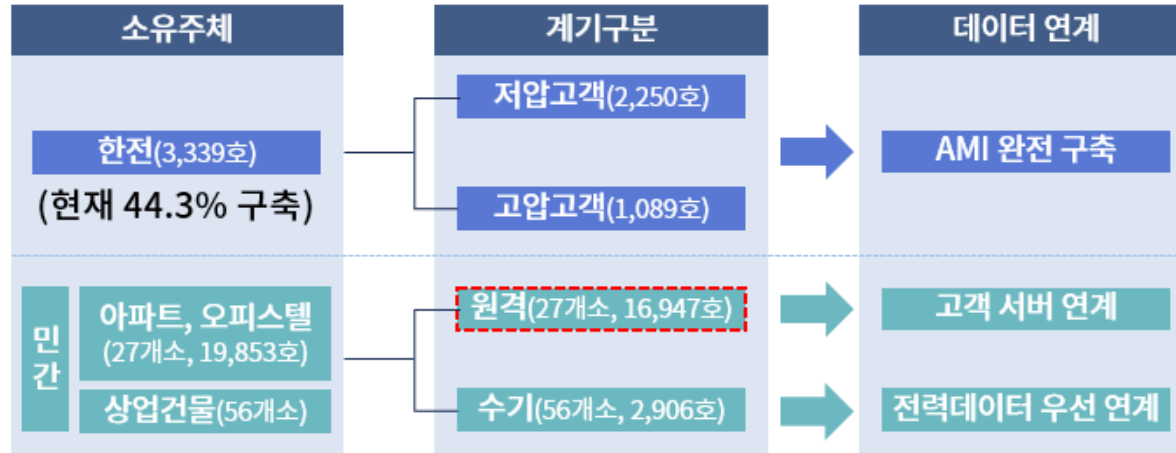 소유주체
계기구분
데이터 연계
한전(3,339호)
(현재 44.3% 구축)
저압고객(2,250호)
고압고객(1,089호)
AMI 완전 구축
민간
아파트, 오피스텔
(27개소, 19,853호)
상업건물(56개소)
원격(27개소, 16,947호)
수기(56개소, 2,906호)
고객 서버 연계
전력데이터 우선 연계